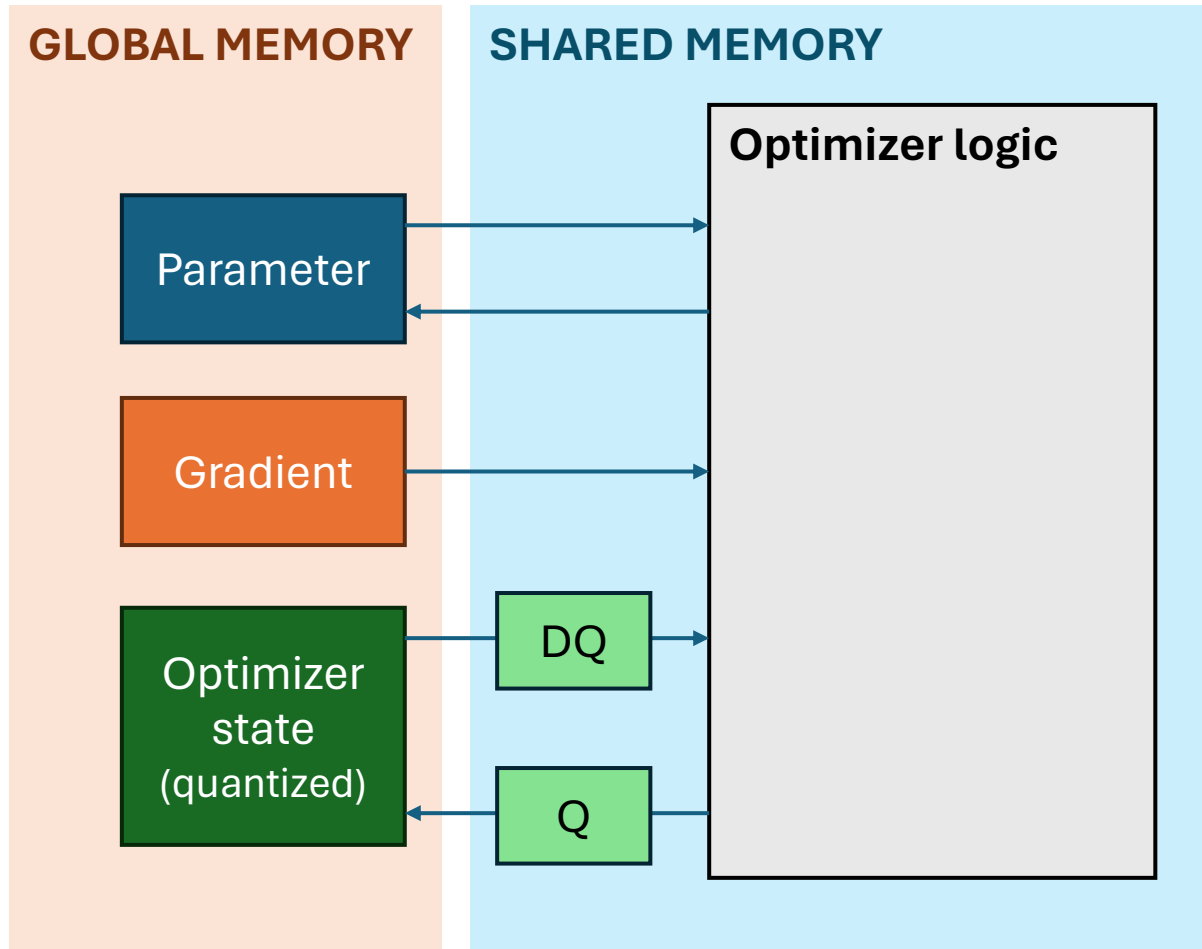 GLOBAL MEMORY
SHARED MEMORY
Optimizer logic
Parameter
Gradient
Optimizer
state
(quantized)
DQ
Q